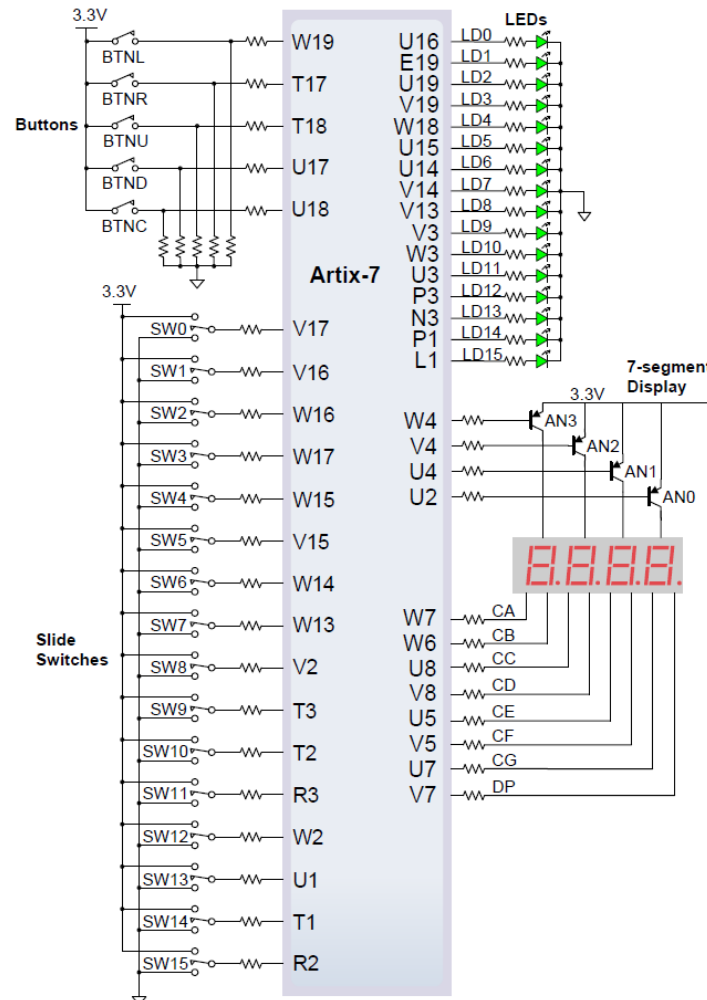 3.3V
BTNL
BTNR
Buttons
BTNU
BTND
BTNC
W19
T17
T18
U17
U18
Artix-7
3.3V
SW0
SW1
SW2
SW3
SW4
SW5
SW6
SW7
Slide
Switches
SW8
SW9
SW10
SW11
SW12
SW13
SW14
SW15
V17
V16
W16
W17
W15
V15
W14
W13
V2
T3
T2
R3
W2
U1
T1
R2
LEDs
U16 LD0
E19 LD1
U19 LD2
V19 LD3
W18 LD4
U15 LD5
U14 LD6
V14 LD7
V13 LD8
V3 LD9
W3 LD10
U3 LD11
P3 LD12
N3 LD13
P1 LD14
L1 LD15
7-segment
Display
3.3V
W4 AN3
V4 AN2
U4 AN1
U2 AN0
8.8.8.8.
W7 CA
W6 CB
U8 CC
V8 CD
U5 CE
V5 CF
U7 CG
V7 DP